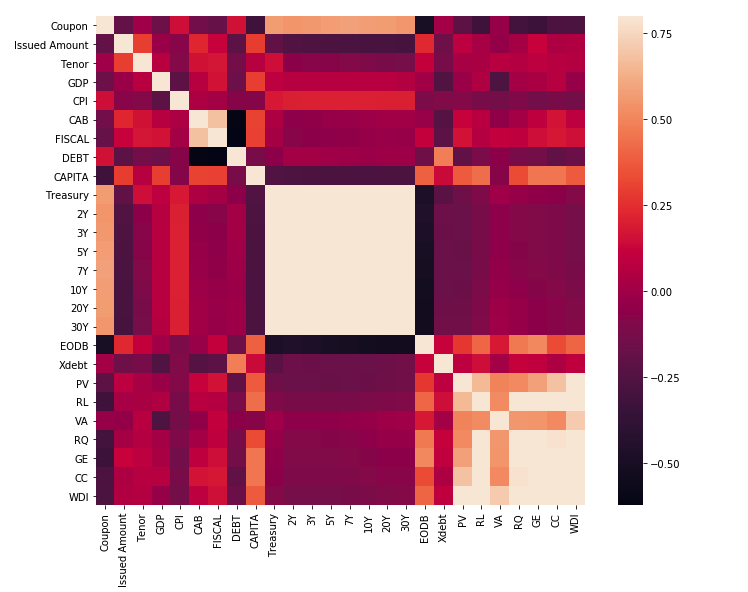 Coupon
Issued Amount
Tenor
GDP
CPI
CAB
FISCAL
DEBT
CAPITA
Treasury
2Y
3Y
5Y
7Y
10Y
20Y
30Y
EODB
Xdebt
PV
RL
VA
RQ
GE
CC
WDI
Coupon
Issued Amount
Tenor
GDP
CPI
CAB
FISCAL
DEBT
CAPITA
Treasury
2Y
3Y
5Y
7Y
10Y
20Y
30Y
EODB
Xdebt
PV
RL
VA
RQ
GE
CC
WDI
0.75
0.50
0.25
0.00
−0.25
−0.50